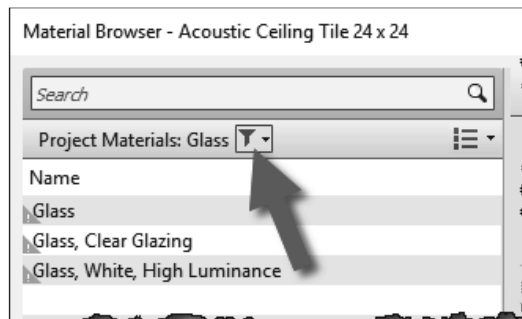 Material Browser - Acoustic Ceiling Tile 24 x 24
Search
Project Materials: Glass
Name
Glass
Glass, Clear Glazing
Glass, White, High Luminance